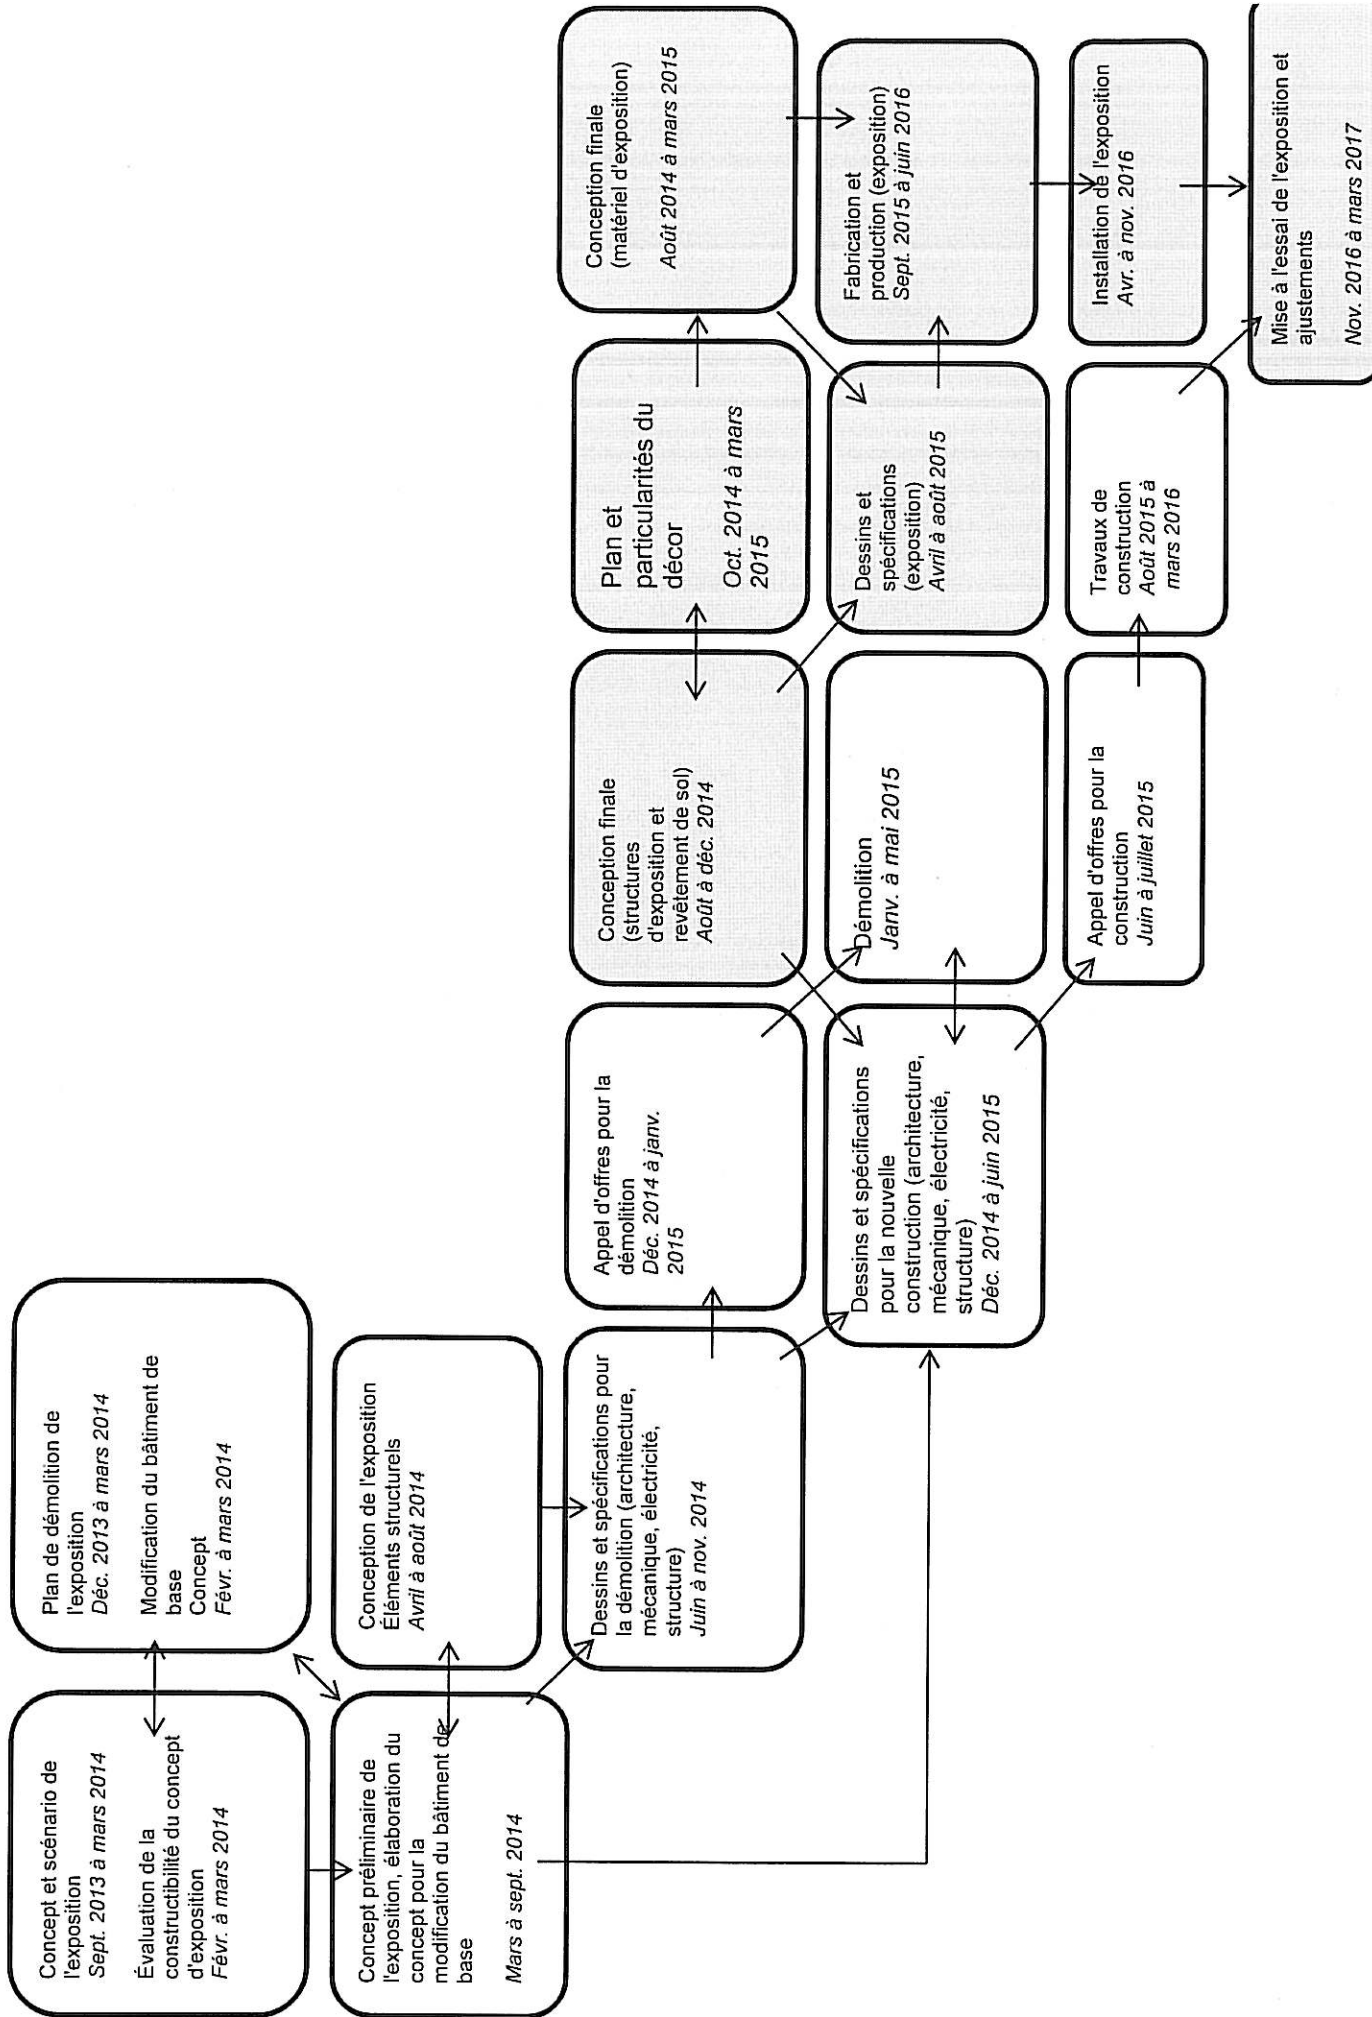 Concept et scénario de
l'exposition
Sept. 2013 à mars 2014
Évaluation de la
constructibilité du concept
d'exposition
Févr. à mars 2014
Plan de démolition de
l'exposition
Déc. 2013 à mars 2014
Modification du bâtiment de
base
Concept
Févr. à mars 2014
Concept préliminaire de
l'exposition, élaboration du
concept pour la
modification du bâtiment de
base
Mars à sept. 2014
Conception de l'exposition
Éléments structurels
Avril à août 2014
Dessins et spécifications pour
la démolition (architecture,
mécanique, électricité,
structure)
Juin à nov. 2014
Appel d'offres pour la
démolition
Déc. 2014 à janv.
2015
Conception finale
(structures
d'exposition et
revêtement de sol)
Août à déc. 2014
Plan et
particularités du
décor
Oct. 2014 à mars
2015
Conception finale
(matériel d'exposition)
Août 2014 à mars 2015
Dessins et spécifications
pour la nouvelle
construction (architecture,
mécanique, électricité,
structure)
Déc. 2014 à juin 2015
Démolition
Janv. à mai 2015
Dessins et
spécifications
(exposition)
Avril à août 2015
Fabrication et
production (exposition)
Sept. 2015 à juin 2016
Appel d'offres pour la
construction
Juin à juillet 2015
Travaux de
construction
Août 2015 à
mars 2016
Installation de l'exposition
Avr. à nov. 2016
Mise à l'essai de l'exposition et
ajustements
Nov. 2016 à mars 2017